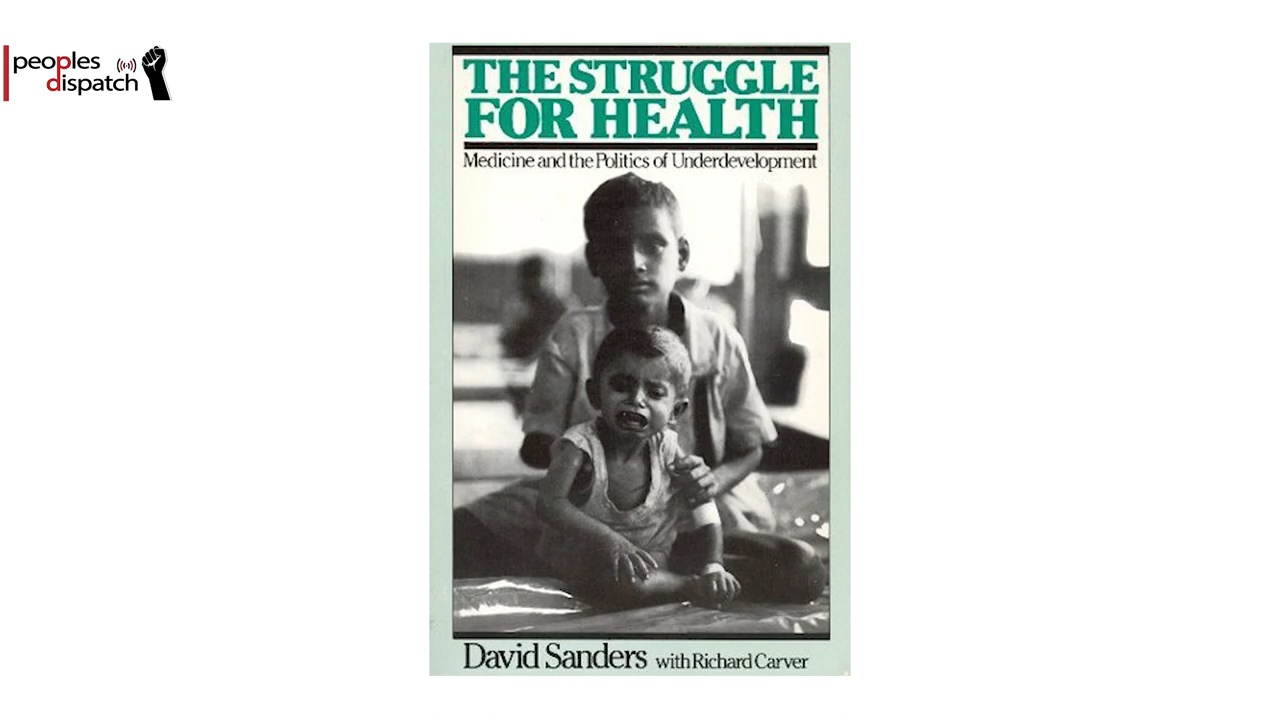 peoples
dispatch
THE STRUGGLE
FOR HEALTH
Medicine and the Politics of Underdevelopment
David Sanders with Richard Carver